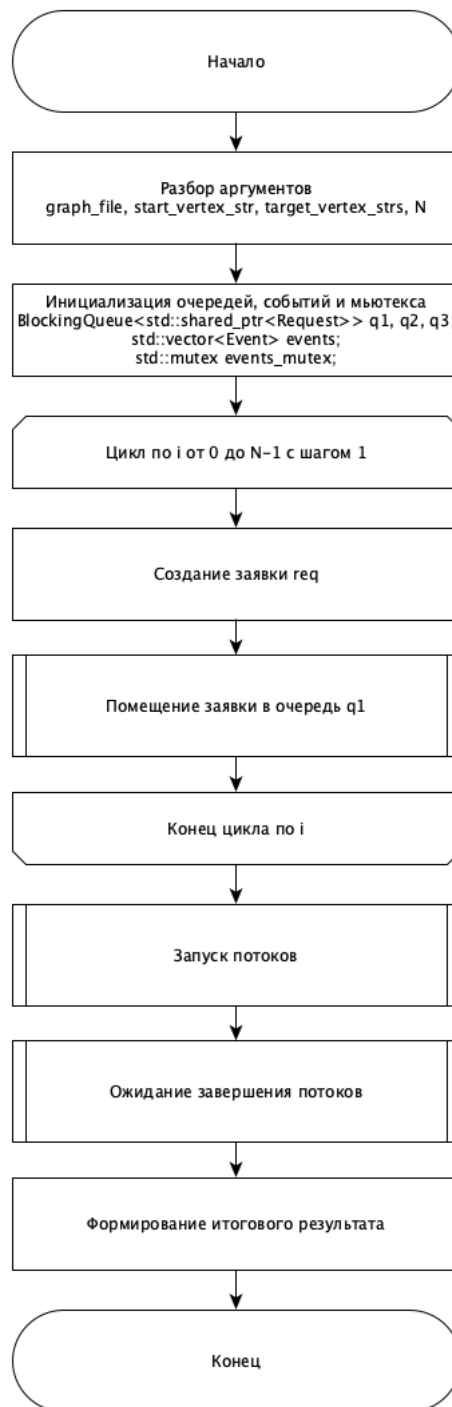 Начало
Разбор аргументов
graph_file, start_vertex_str, target_vertex_strs, N
Инициализация очередей, событий и мьютекса
BlockingQueue<std::shared_ptr<Request>> q1, q2, q3;
std::vector<Event> events;
std::mutex events_mutex;
Цикл по i от 0 до N-1 с шагом 1
Создание заявки req
Помещение заявки в очередь q1
Конец цикла по i
Запуск потоков
Ожидание завершения потоков
Формирование итогового результата
Конец